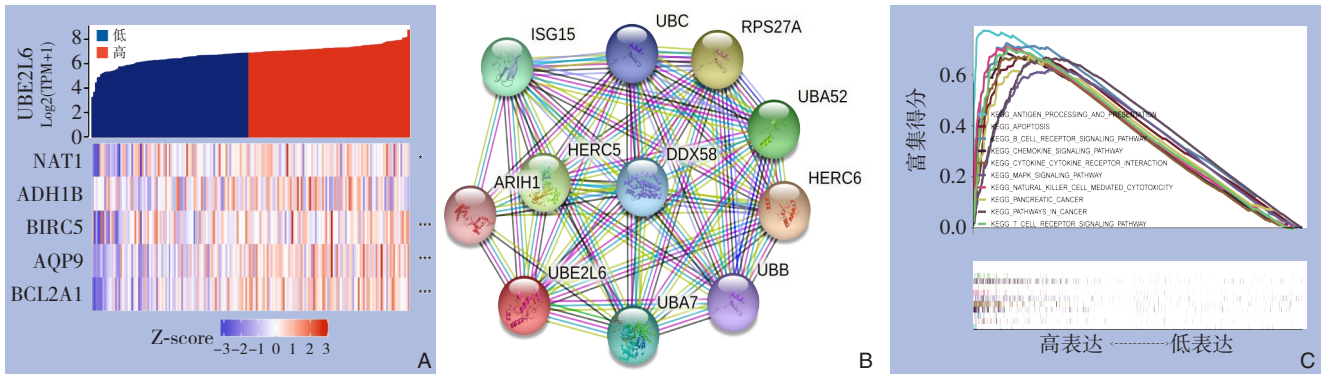 UBE2L6
Log2(TPM+1)
8
6
4
2
0
低
高
NAT1
*
ADH1B
BIRC5
***
AQP9
***
BCL2A1
***
Z-score
−3−2−1 0 1 2 3
A
ISG15
UBC
RPS27A
UBA52
HERC5
DDX58
ARIH1
HERC6
UBE2L6
UBA7
UBB
B
富集得分
0.6
0.4
0.2
0.0
KEGG_ANTIGEN_PROCESSING_AND_PRESENTATION
KEGG_APOPTOSIS
KEGG_B_CELL_RECEPTOR_SIGNALING_PATHWAY
KEGG_CHEMOKINE_SIGNALING_PATHWAY
KEGG_CYTOKINE_CYTOKINE_RECEPTOR_INTERACTION
KEGG_MAPK_SIGNALING_PATHWAY
KEGG_NATURAL_KILLER_CELL_MEDIATED_CYTOTOXICITY
KEGG_PANCREATIC_CANCER
KEGG_PATHWAYS_IN_CANCER
KEGG_T_CELL_RECEPTOR_SIGNALING_PATHWAY
高表达 <----------->低表达
C